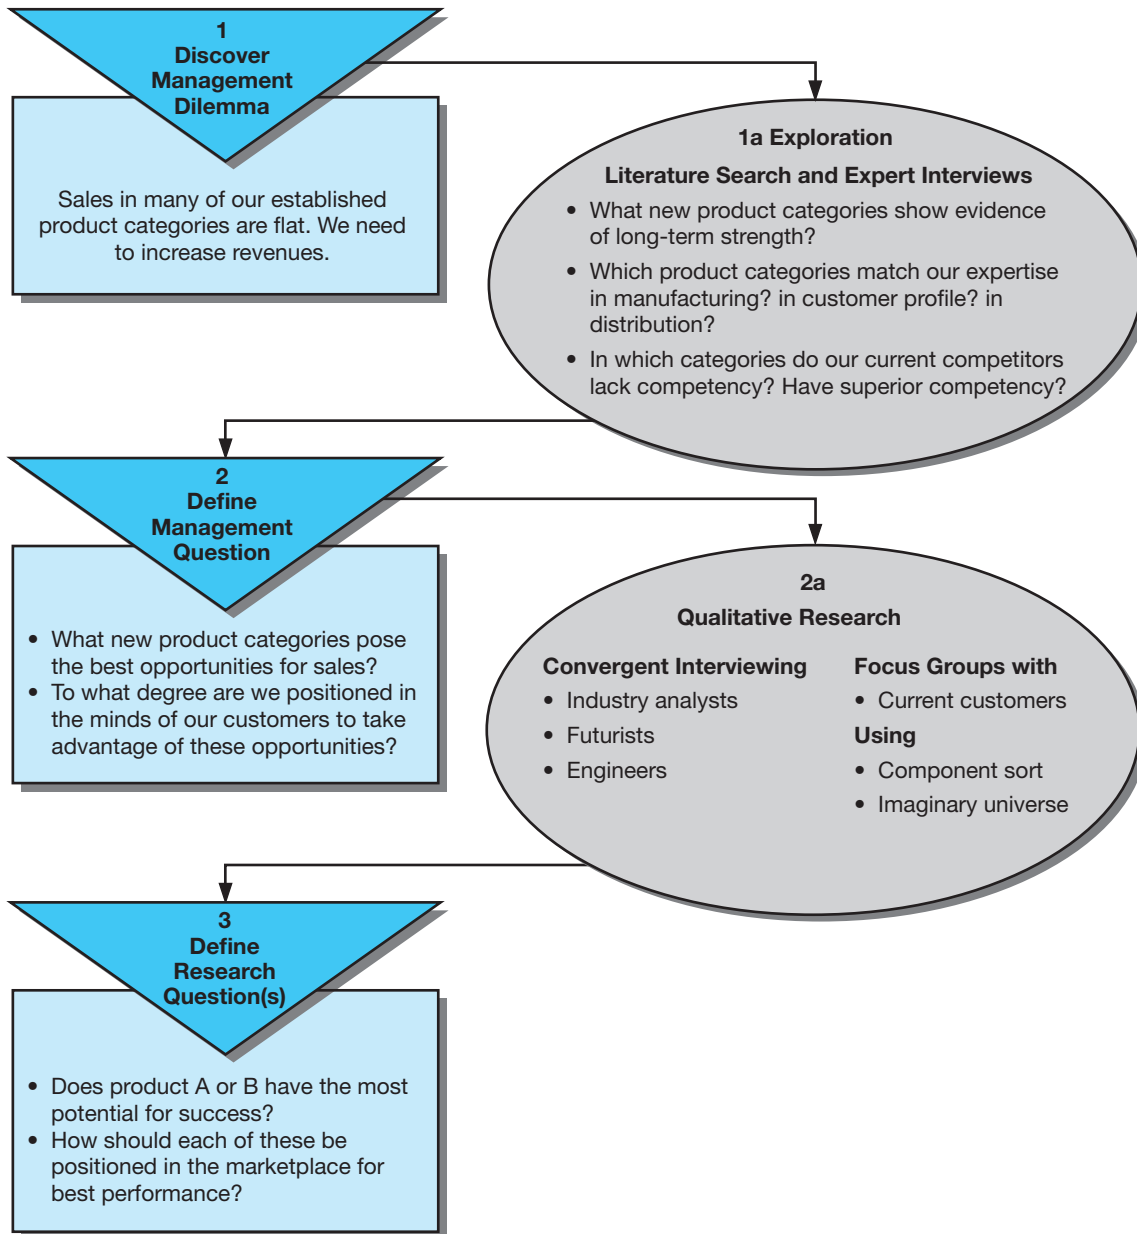 1
Discover
Management
Dilemma
Sales in many of our established
product categories are flat. We need
to increase revenues.
1a Exploration
Literature Search and Expert Interviews
• What new product categories show evidence
of long-term strength?
• Which product categories match our expertise
in manufacturing? in customer profile? in
distribution?
• In which categories do our current competitors
lack competency? Have superior competency?
2
Define
Management
Question
• What new product categories pose
the best opportunities for sales?
• To what degree are we positioned in
the minds of our customers to take
advantage of these opportunities?
2a
Qualitative Research
Convergent Interviewing
• Industry analysts
• Futurists
• Engineers
Focus Groups with
• Current customers
Using
• Component sort
• Imaginary universe
3
Define
Research
Question(s)
• Does product A or B have the most
potential for success?
• How should each of these be
positioned in the marketplace for
best performance?